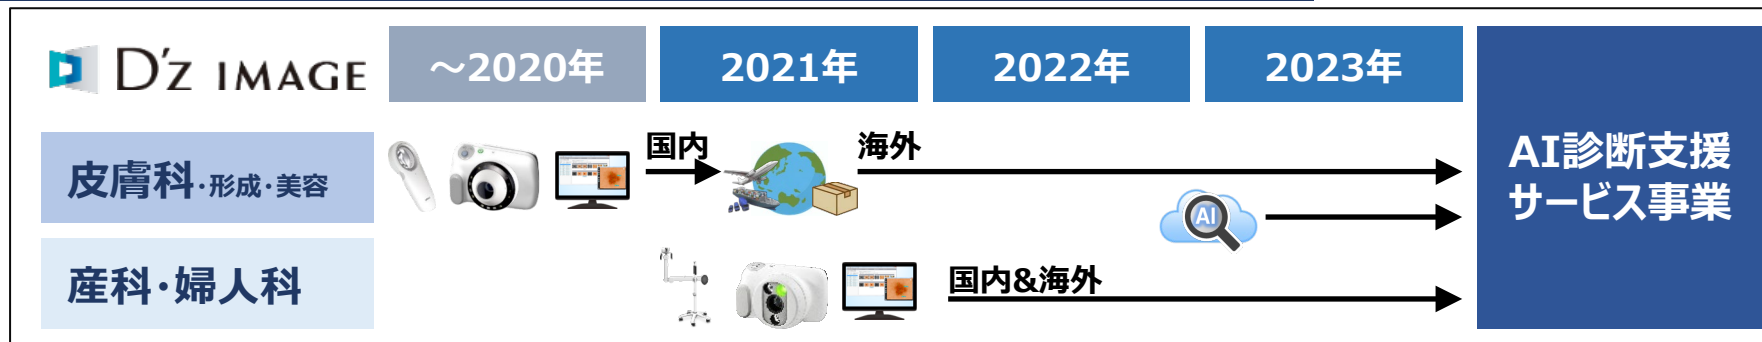 D'z IMAGE
～2020年
2021年
2022年
2023年
AI診断支援
サービス事業
皮膚科・形成・美容
国内
海外
AI
産科・婦人科
国内&海外